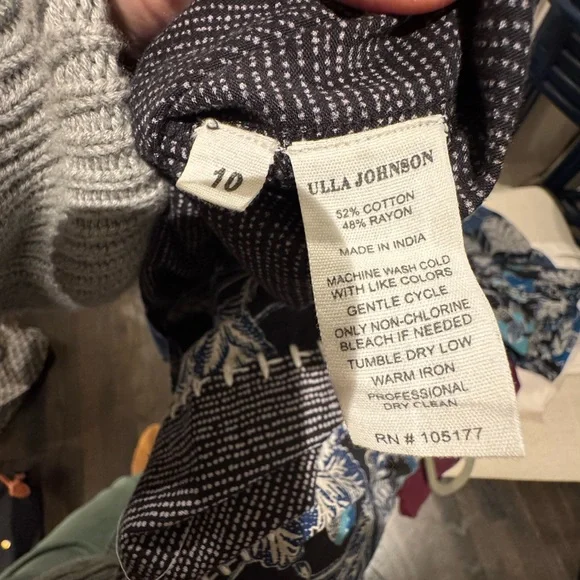 10
ULLA JOHNSON
52% COTTON
48% RAYON
MADE IN INDIA
MACHINE WASH COLD
WITH LIKE COLORS
GENTLE CYCLE
ONLY NON-CHLORINE
BLEACH IF NEEDED
TUMBLE DRY LOW
WARM IRON
PROFESSIONAL
DRY CLEAN
RN # 105177